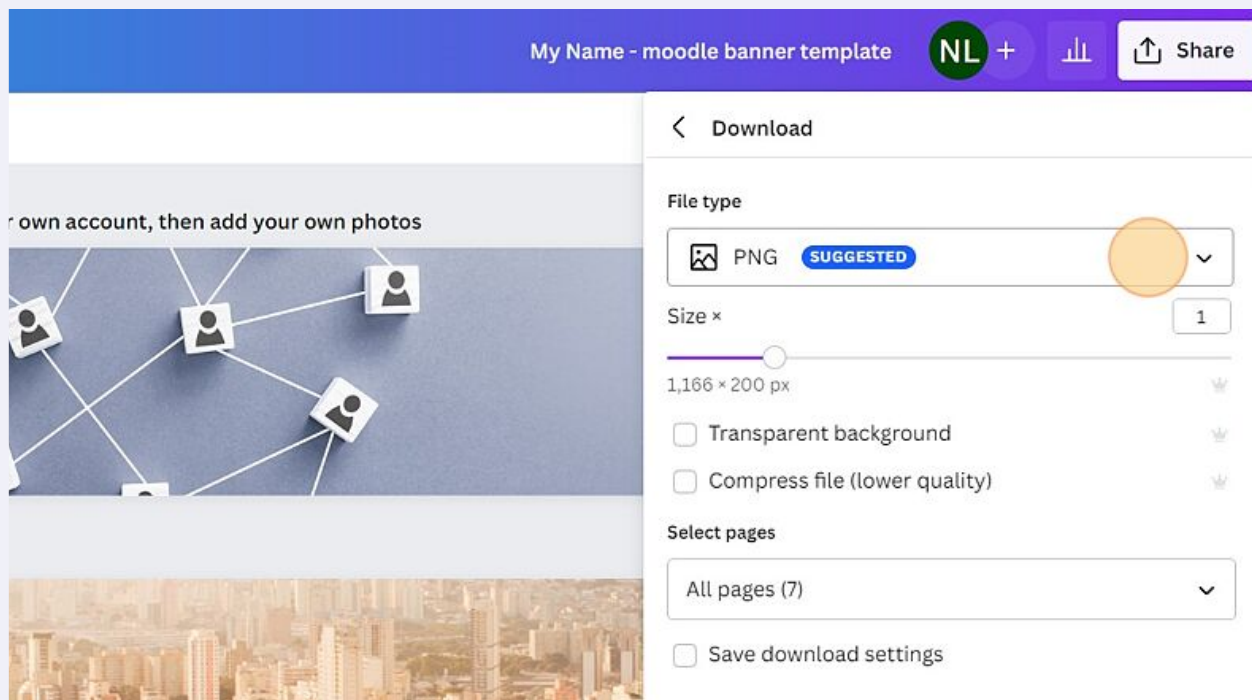 My Name - moodle banner template
NL
+
Share
Download
own account, then add your own photos
File type
PNG SUGGESTED
Size ×
1
1,166 × 200 px
Transparent background
Compress file (lower quality)
Select pages
All pages (7)
Save download settings